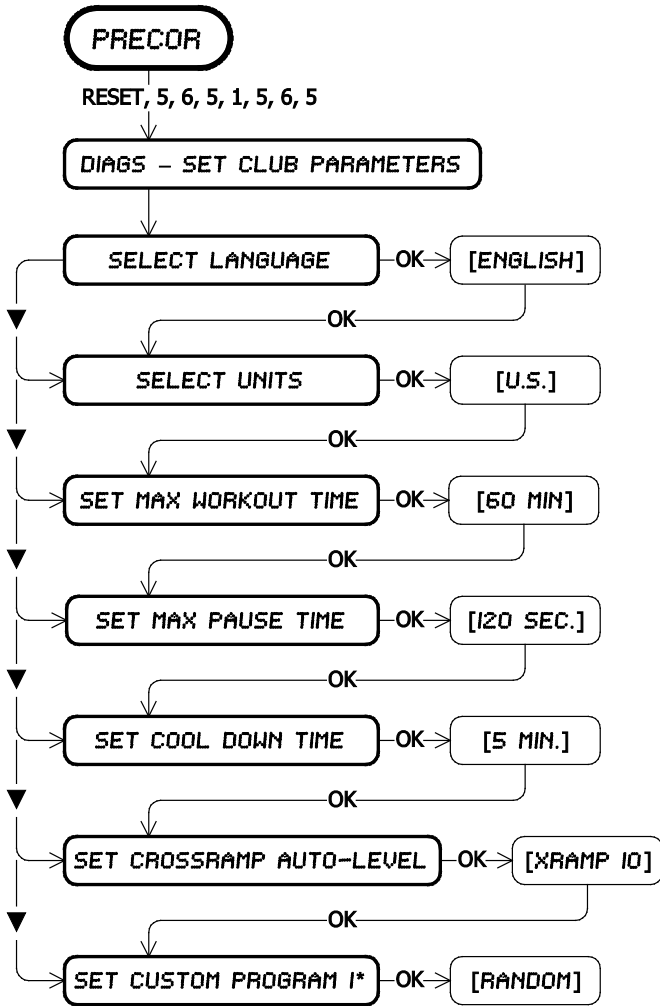 PRECOR
RESET, 5, 6, 5, 1, 5, 6, 5
DIAGS – SET CLUB PARAMETERS
SELECT LANGUAGE OK [ENGLISH]
OK
SELECT UNITS OK [U.S.]
OK
SET MAX WORKOUT TIME OK [60 MIN]
OK
SET MAX PAUSE TIME OK [120 SEC.]
OK
SET COOL DOWN TIME OK [5 MIN.]
OK
SET CROSSRAMP AUTO-LEVEL OK [XRAMP 10]
OK
SET CUSTOM PROGRAM 1* OK [RANDOM]